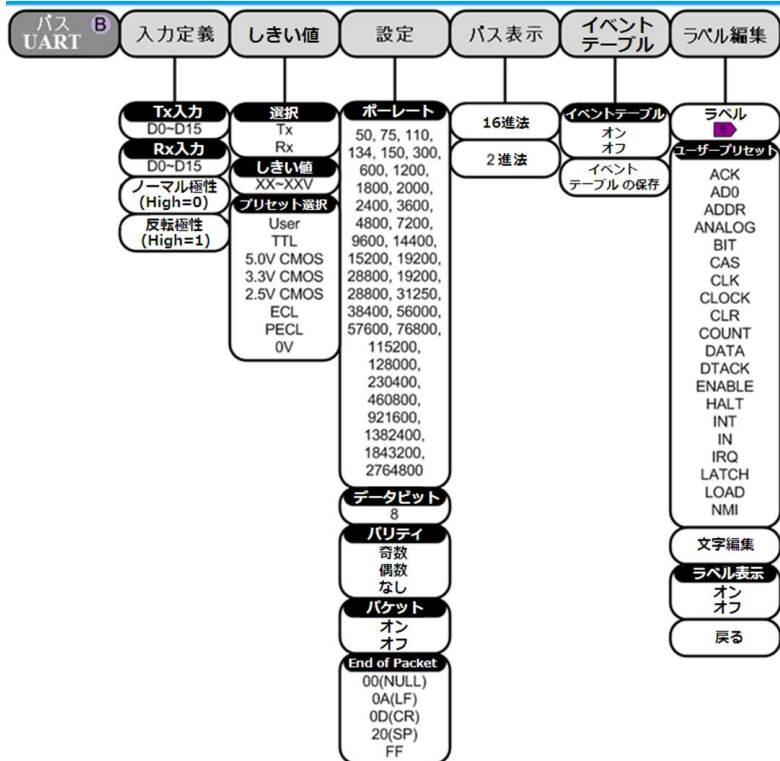 バス UART B
入力定義
しきい値
設定
バス表示
イベント
テーブル
ラベル編集
Tx入力
D0~D15
Rx入力
D0~D15
ノーマル極性
(High=0)
反転極性
(High=1)
選択
Tx
Rx
しきい値
XX~XXV
プリセット選択
User
TTL
5.0V CMOS
3.3V CMOS
2.5V CMOS
ECL
PECL
0V
ボーレート
50, 75, 110,
134, 150, 300,
600, 1200,
1800, 2000,
2400, 3600,
4800, 7200,
9600, 14400,
15200, 19200,
28800, 19200,
28800, 31250,
38400, 56000,
57600, 76800,
115200,
128000,
230400,
460800,
921600,
1382400,
1843200,
2764800
データビット
8
パリティ
奇数
偶数
なし
パケット
オン
オフ
End of Packet
00(NULL)
0A(LF)
0D(CR)
20(SP)
FF
16進法
2進法
イベントテーブル
オン
オフ
イベント
テーブル の保存
ラベル
B
ユーザープリセット
ACK
AD0
ADDR
ANALOG
BIT
CAS
CLK
CLOCK
CLR
COUNT
DATA
DTACK
ENABLE
HALT
INT
IN
IRQ
LATCH
LOAD
NMI
文字編集
ラベル表示
オン
オフ
戻る